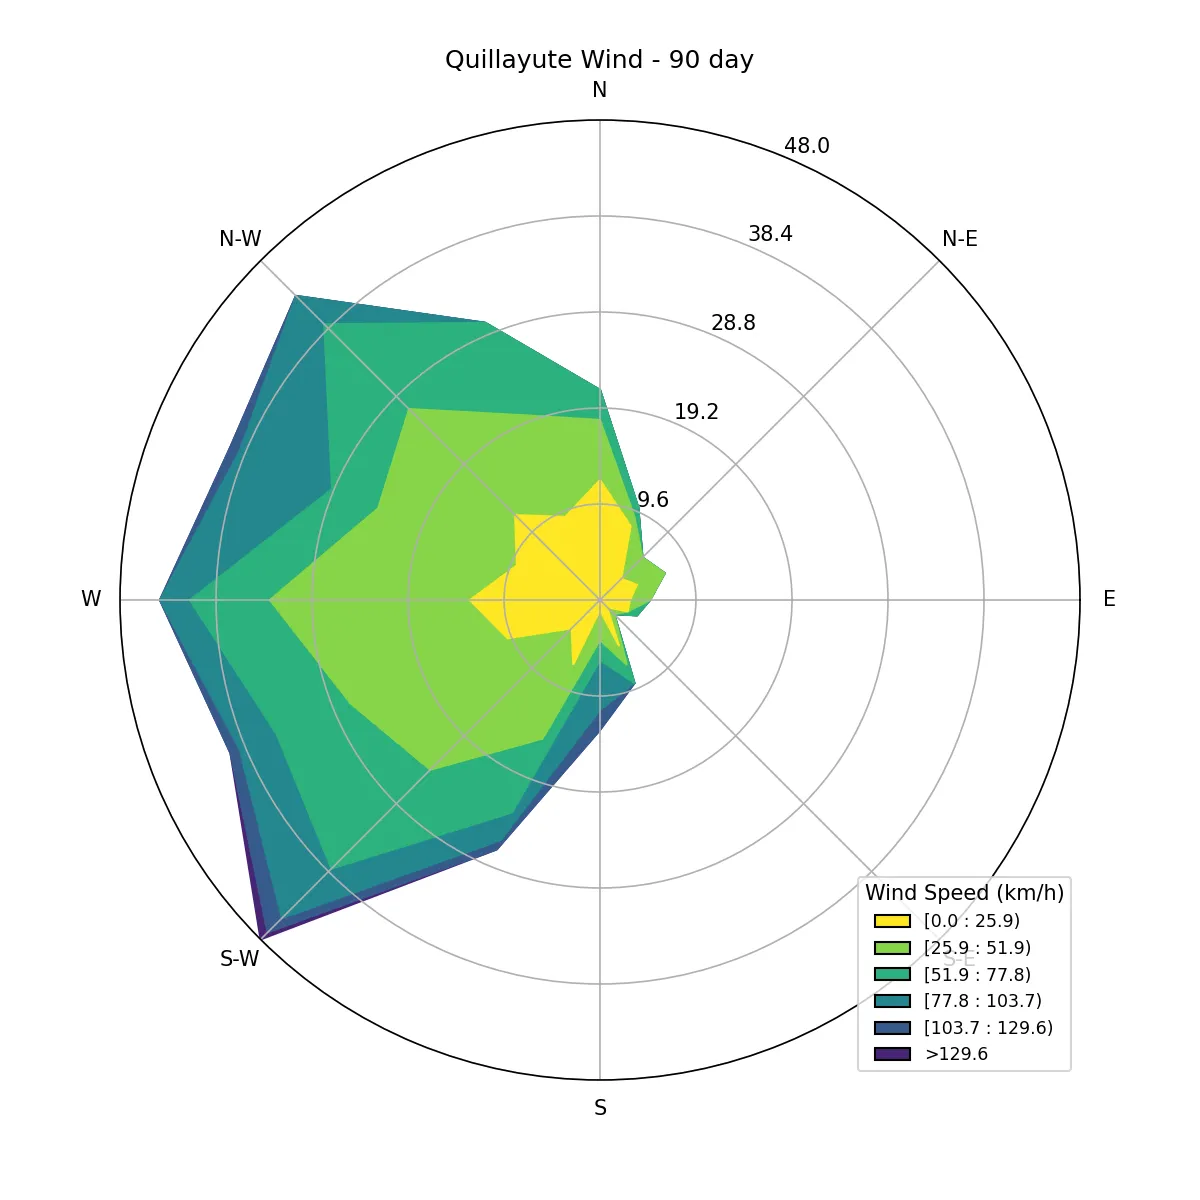 Quillayute Wind - 90 day
N
48.0
N-W
N-E
38.4
28.8
19.2
9.6
W
E
S-W
S-E
S
Wind Speed (km/h)
[0.0 : 25.9)
[25.9 : 51.9)
[51.9 : 77.8)
[77.8 : 103.7)
[103.7 : 129.6)
>129.6